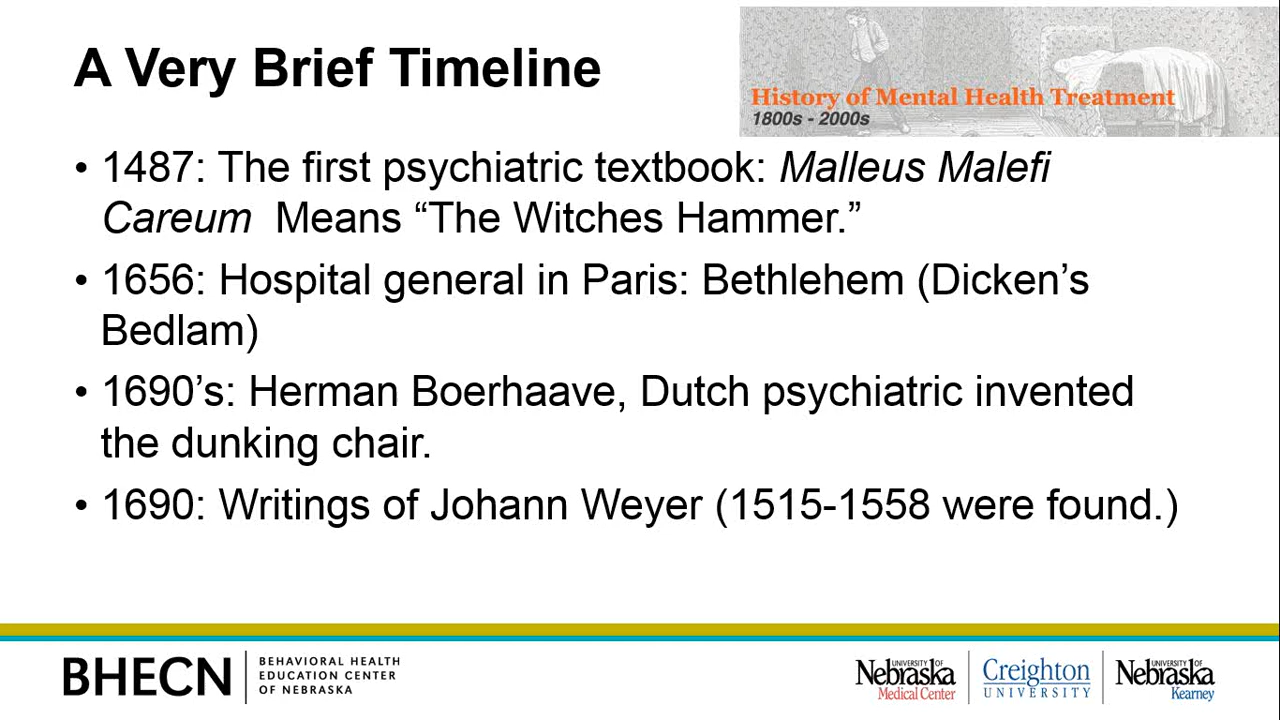 A Very Brief Timeline
History of Mental Health Treatment
1800s - 2000s
• 1487: The first psychiatric textbook: Malleus Malefi
Careum Means “The Witches Hammer.”
• 1656: Hospital general in Paris: Bethlehem (Dicken’s
Bedlam)
• 1690’s: Herman Boerhaave, Dutch psychiatric invented
the dunking chair.
• 1690: Writings of Johann Weyer (1515-1558 were found.)
BHECN
BEHAVIORAL HEALTH
EDUCATION CENTER
OF NEBRASKA
UNIVERSITY OF
Nebraska
Medical Center
Creighton
UNIVERSITY
UNIVERSITY OF
Nebraska
Kearney